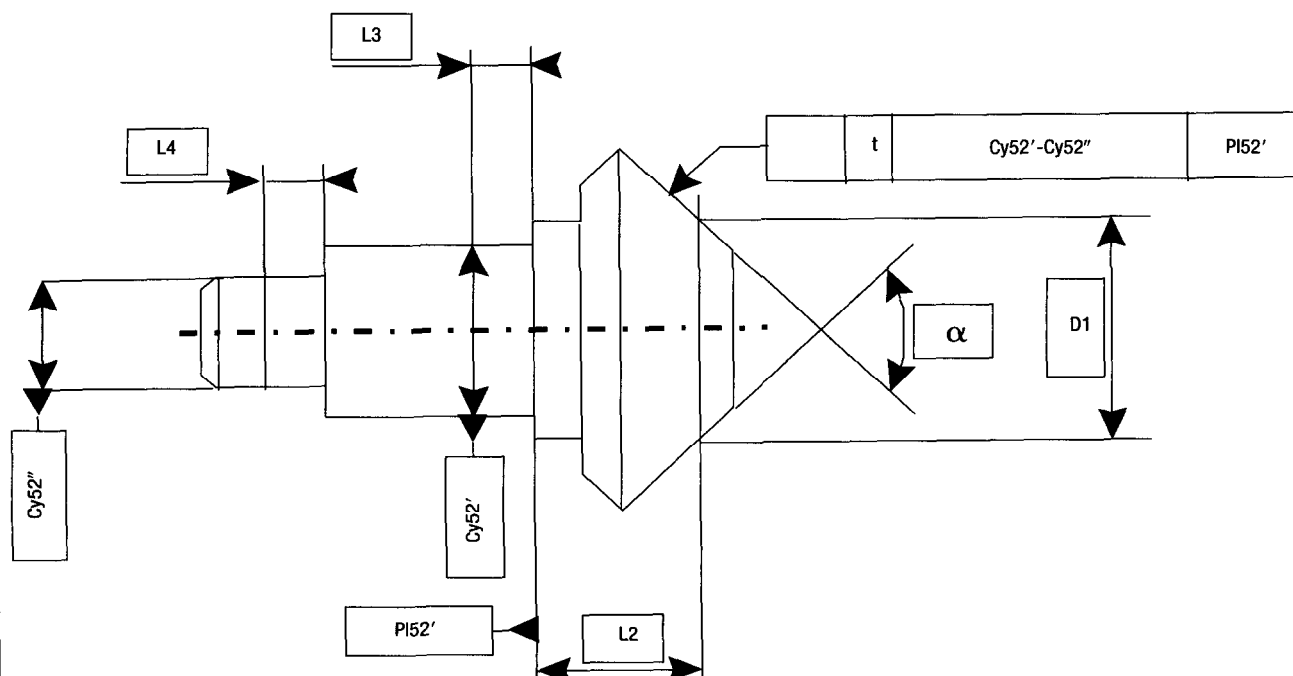 L3
L4
t Cy52′-Cy52″ Pl52′
D1
α
Cy52″
Cy52′
Pl52′
L2